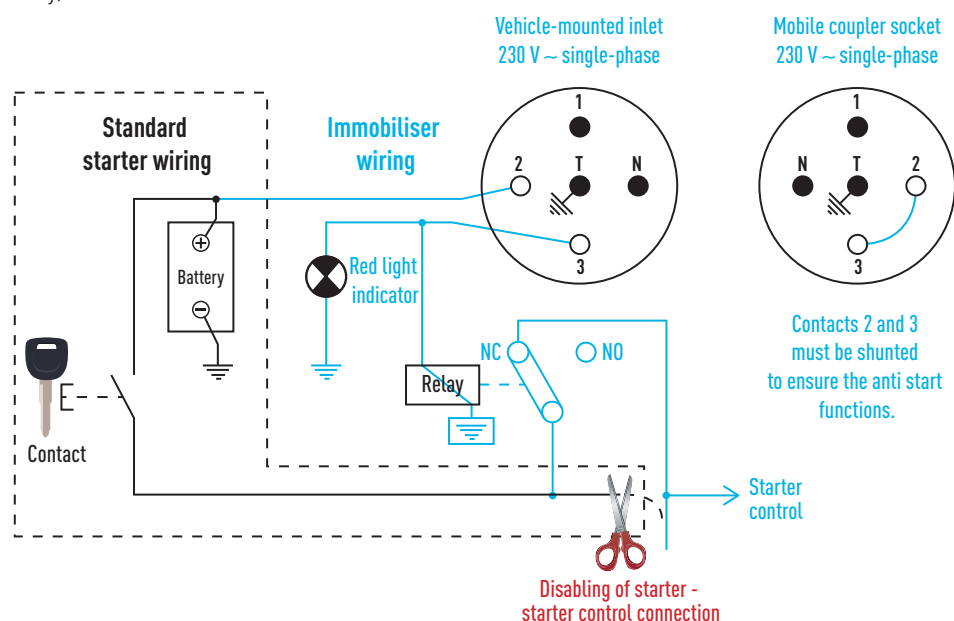 Vehicle-mounted inlet
230 V ~ single-phase
Mobile coupler socket
230 V ~ single-phase
Standard
starter wiring
Immobiliser
wiring
1
2
T
N
3
1
N
T
2
3
+
Battery
−
Red light
indicator
Contacts 2 and 3
must be shunted
to ensure the anti start
functions.
NC
NO
Relay
Contact
Starter
control
Disabling of starter -
starter control connection